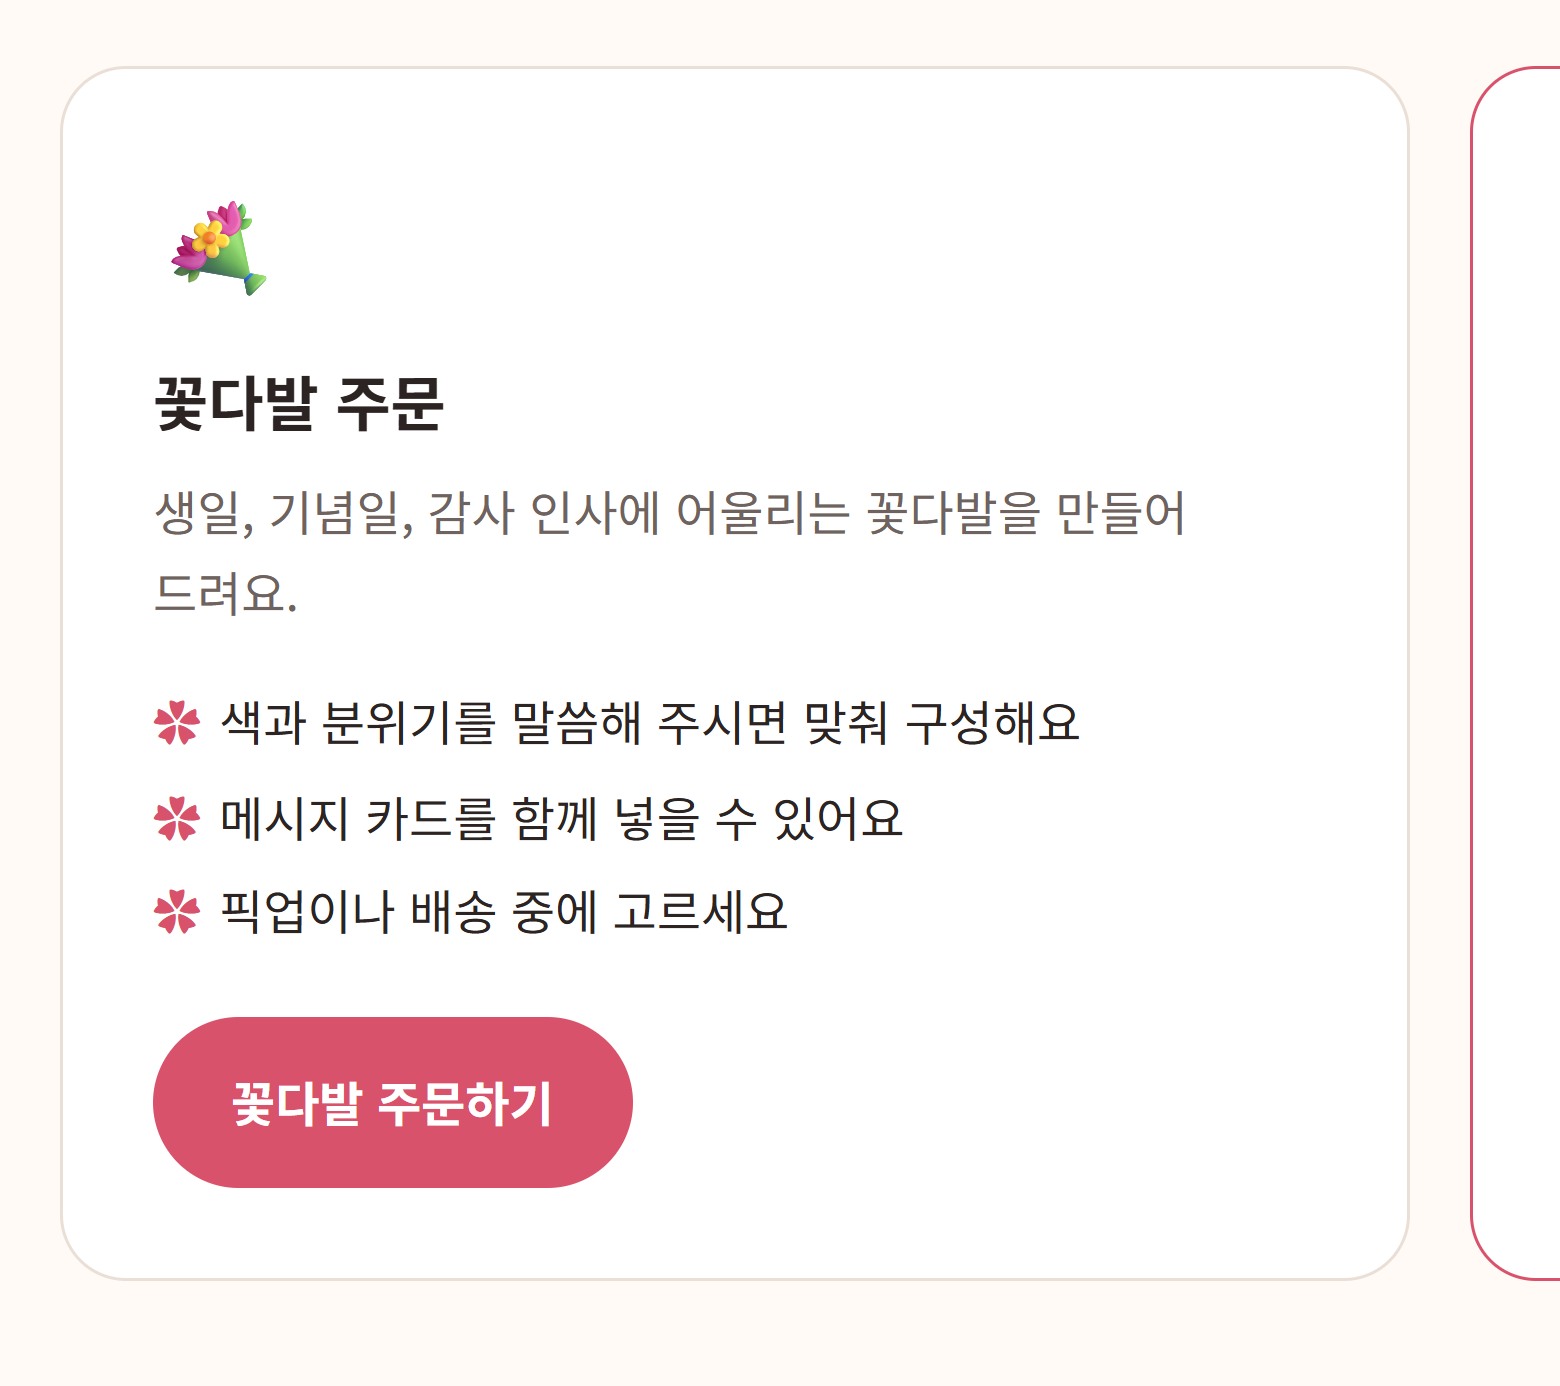 꽃다발 주문
생일, 기념일, 감사 인사에 어울리는 꽃다발을 만들어
드려요.
색과 분위기를 말씀해 주시면 맞춰 구성해요
메시지 카드를 함께 넣을 수 있어요
픽업이나 배송 중에 고르세요
꽃다발 주문하기